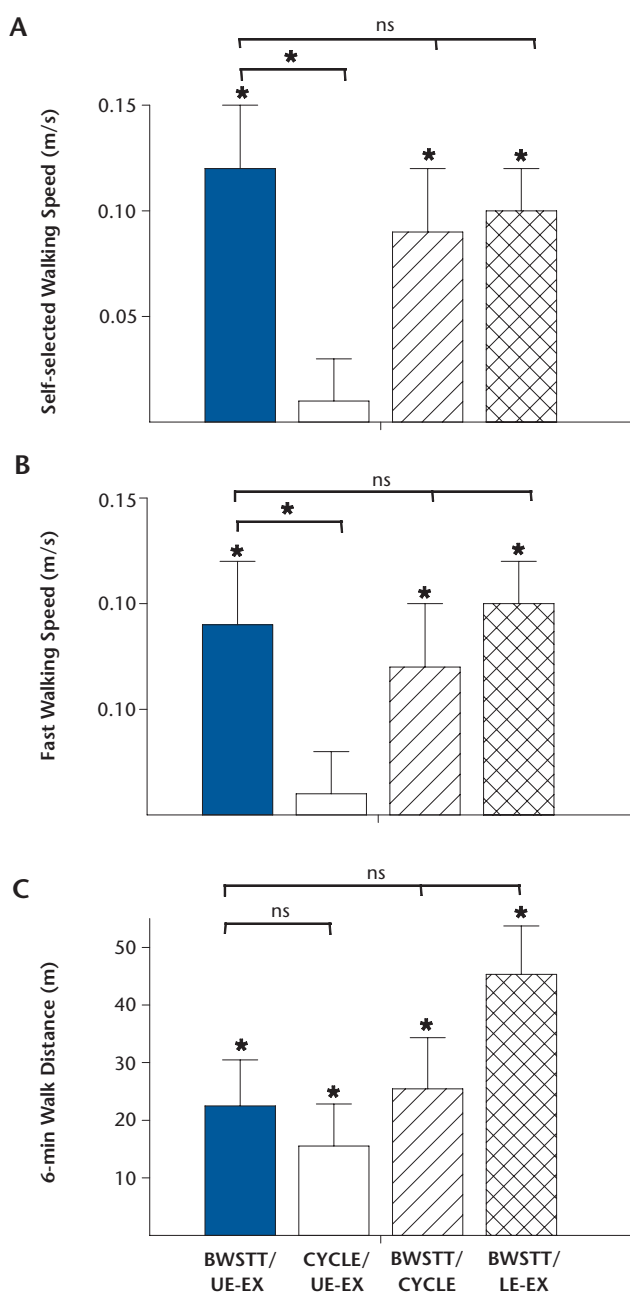 A
ns
*
*
*
*
0.15
0.10
0.05
Self-selected Walking Speed (m/s)
B
ns
*
*
*
*
0.15
0.10
0.10
Fast Walking Speed (m/s)
C
ns
ns
*
*
*
*
50
40
30
20
10
6-min Walk Distance (m)
BWSTT/ CYCLE/ BWSTT/ BWSTT/
UE-EX UE-EX CYCLE LE-EX